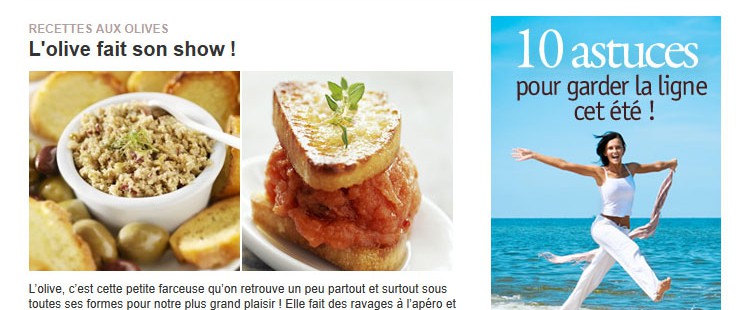 RECETTES AUX OLIVES
L'olive fait son show !
L'olive, c'est cette petite farceuse qu'on retrouve un peu partout et surtout sous
toutes ses formes pour notre plus grand plaisir ! Elle fait des ravages à l'apéro et
10 astuces
pour garder la ligne
cet été !